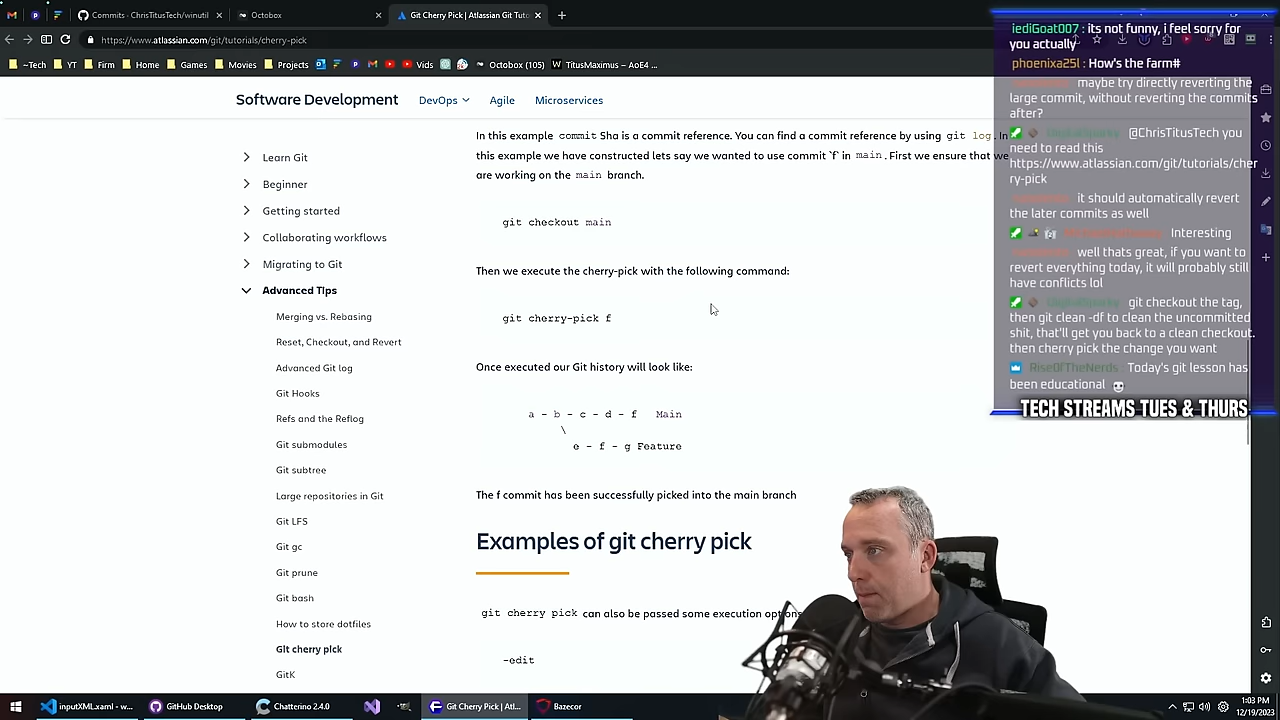 Commits · ChrisTitusTech/winutil
Octobox
Git Cherry Pick | Atlassian Git Tuto
https://www.atlassian.com/git/tutorials/cherry-pick
~Tech
YT
Firm
Home
Games
Movies
Projects
Vids
Octobox (105)
TitusMaximus – AoE4 ...
Software Development
DevOps
Agile
Microservices
Learn Git
Beginner
Getting started
Collaborating workflows
Migrating to Git
Advanced Tips
Merging vs. Rebasing
Reset, Checkout, and Revert
Advanced Git log
Git Hooks
Refs and the Reflog
Git submodules
Git subtree
Large repositories in Git
Git LFS
Git gc
Git prune
Git bash
How to store dotfiles
Git cherry pick
GitK
In this example commit Sha is a commit reference. You can find a commit reference by using git log. In
this example we have constructed lets say we wanted to use commit `f` in main. First we ensure that we
are working on the main branch.
git checkout main
Then we execute the cherry-pick with the following command:
git cherry-pick f
Once executed our Git history will look like:
a - b - c - d - f   Main
\
e - f - g Feature
The f commit has been successfully picked into the main branch
Examples of git cherry pick
git cherry pick can also be passed some execution options
-edit
jediGoat007 : its not funny, i feel sorry for
you actually
phoenixa25l : How's the farm#
maybe try directly reverting the
large commit, without reverting the commits
after?
@ChrisTitusTech you
need to read this
https://www.atlassian.com/git/tutorials/cher
ry-pick
it should automatically revert
the later commits as well
Interesting
well thats great, if you want to
revert everything today, it will probably still
have conflicts lol
git checkout the tag,
then git clean -df to clean the uncommitted
shit, that'll get you back to a clean checkout.
then cherry pick the change you want
RiseOfTheNerds : Today's git lesson has
been educational
TECH STREAMS TUES & THURS
inputXML.xaml - w...
GitHub Desktop
Chatterino 2.4.0
Git Cherry Pick | Atl...
Bazecor
1:03 PM
12/19/2023